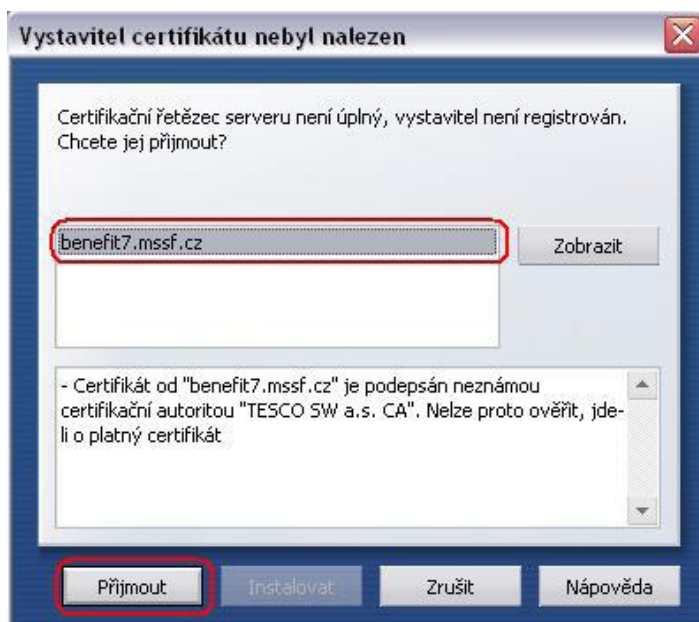 Vystavitel certifikátu nebyl nalezen
Certifikační řetězec serveru není úplný, vystavitel není registrován.
Chcete jej přijmout?
benefit7.mssf.cz
Zobrazit
- Certifikát od "benefit7.mssf.cz" je podepsán neznámou
certifikační autoritou "TESCO SW a.s. CA". Nelze proto ověřit, jde-
li o platný certifikát
Přijmout
Instalovat
Zrušit
Nápověda